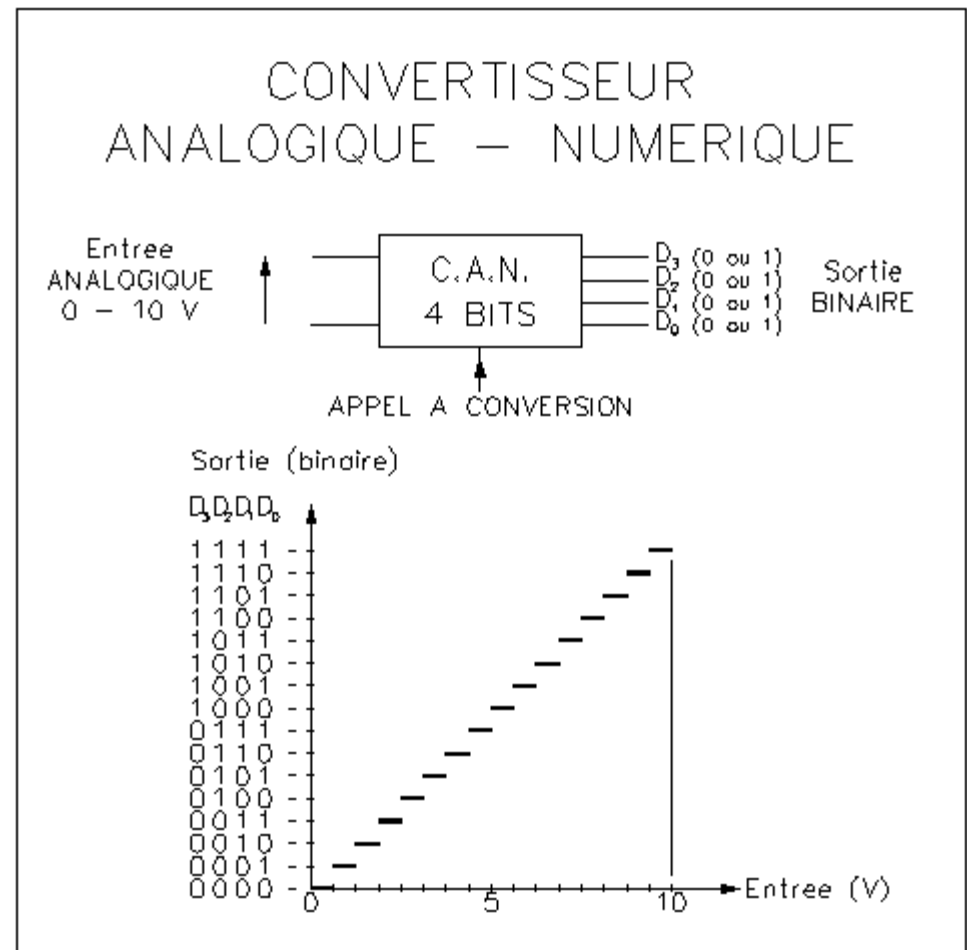 CONVERTISSEUR
ANALOGIQUE – NUMERIQUE
Entree
ANALOGIQUE
0 – 10 V
C.A.N.
4 BITS
D3 (0 ou 1)
D2 (0 ou 1)
D1 (0 ou 1)
D0 (0 ou 1)
Sortie
BINAIRE
APPEL A CONVERSION
Sortie (binaire)
D3D2D1D0
1111
1110
1101
1100
1011
1010
1001
1000
0111
0110
0101
0100
0011
0010
0001
0000
0 5 10 Entree (V)